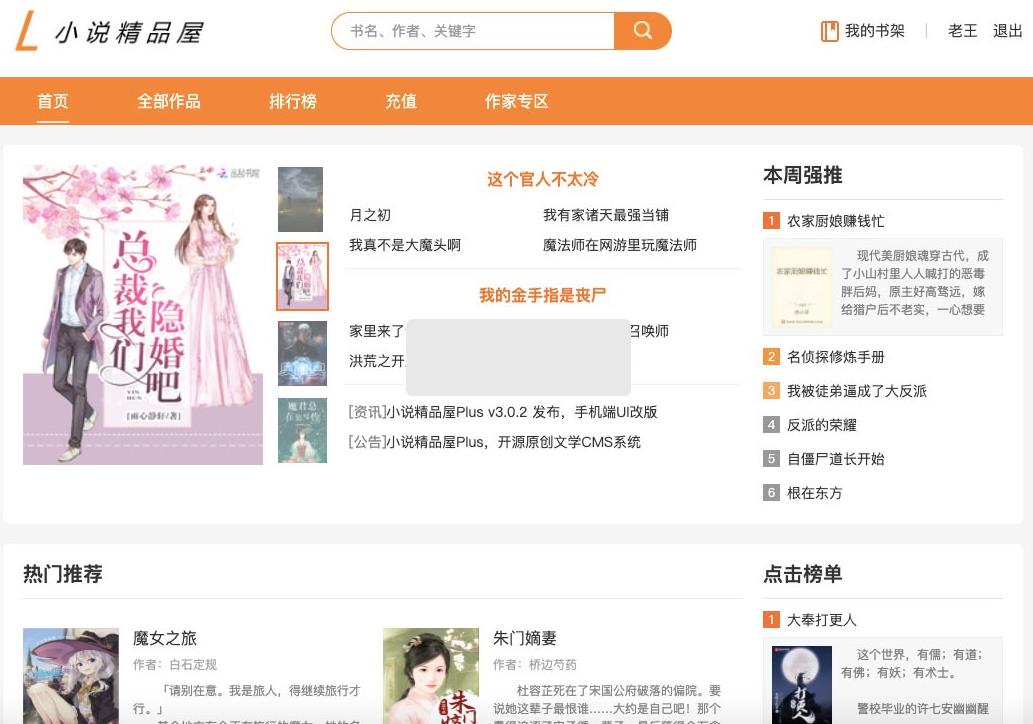 小说精品屋
书名、作者、关键字
我的书架
老王 退出
首页 全部作品 排行榜 充值 作家专区
总裁我们隐婚吧
YIN HUN
[雨心静轩/著]
这个官人不太冷
月之初 我有家诸天最强当铺
我真不是大魔头啊 魔法师在网游里玩魔法师
我的金手指是丧尸
家里来了 召唤师
洪荒之开
[资讯]小说精品屋Plus v3.0.2 发布，手机端UI改版
[公告]小说精品屋Plus，开源原创文学CMS系统
本周强推
1 农家厨娘赚钱忙
农家厨娘赚钱忙
现代美厨娘魂穿古代，成
了小山村里人人喊打的恶毒
胖后妈，原主好高骛远，嫁
给猎户后不老实，一心想要
2 名侦探修炼手册
3 我被徒弟逼成了大反派
4 反派的荣耀
5 自僵尸道长开始
6 根在东方
热门推荐
魔女之旅
作者：白石定规
「请别在意。我是旅人，得继续旅行才
行。」
朱门嫡妻
作者：桥边芍药
杜容芷死在了宋国公府破落的偏院。要
说她这辈子最恨谁……大约是自己吧！那个
点击榜单
1 大奉打更人
这个世界，有儒；有道；
有佛；有妖；有术士。
警校毕业的许七安幽幽醒